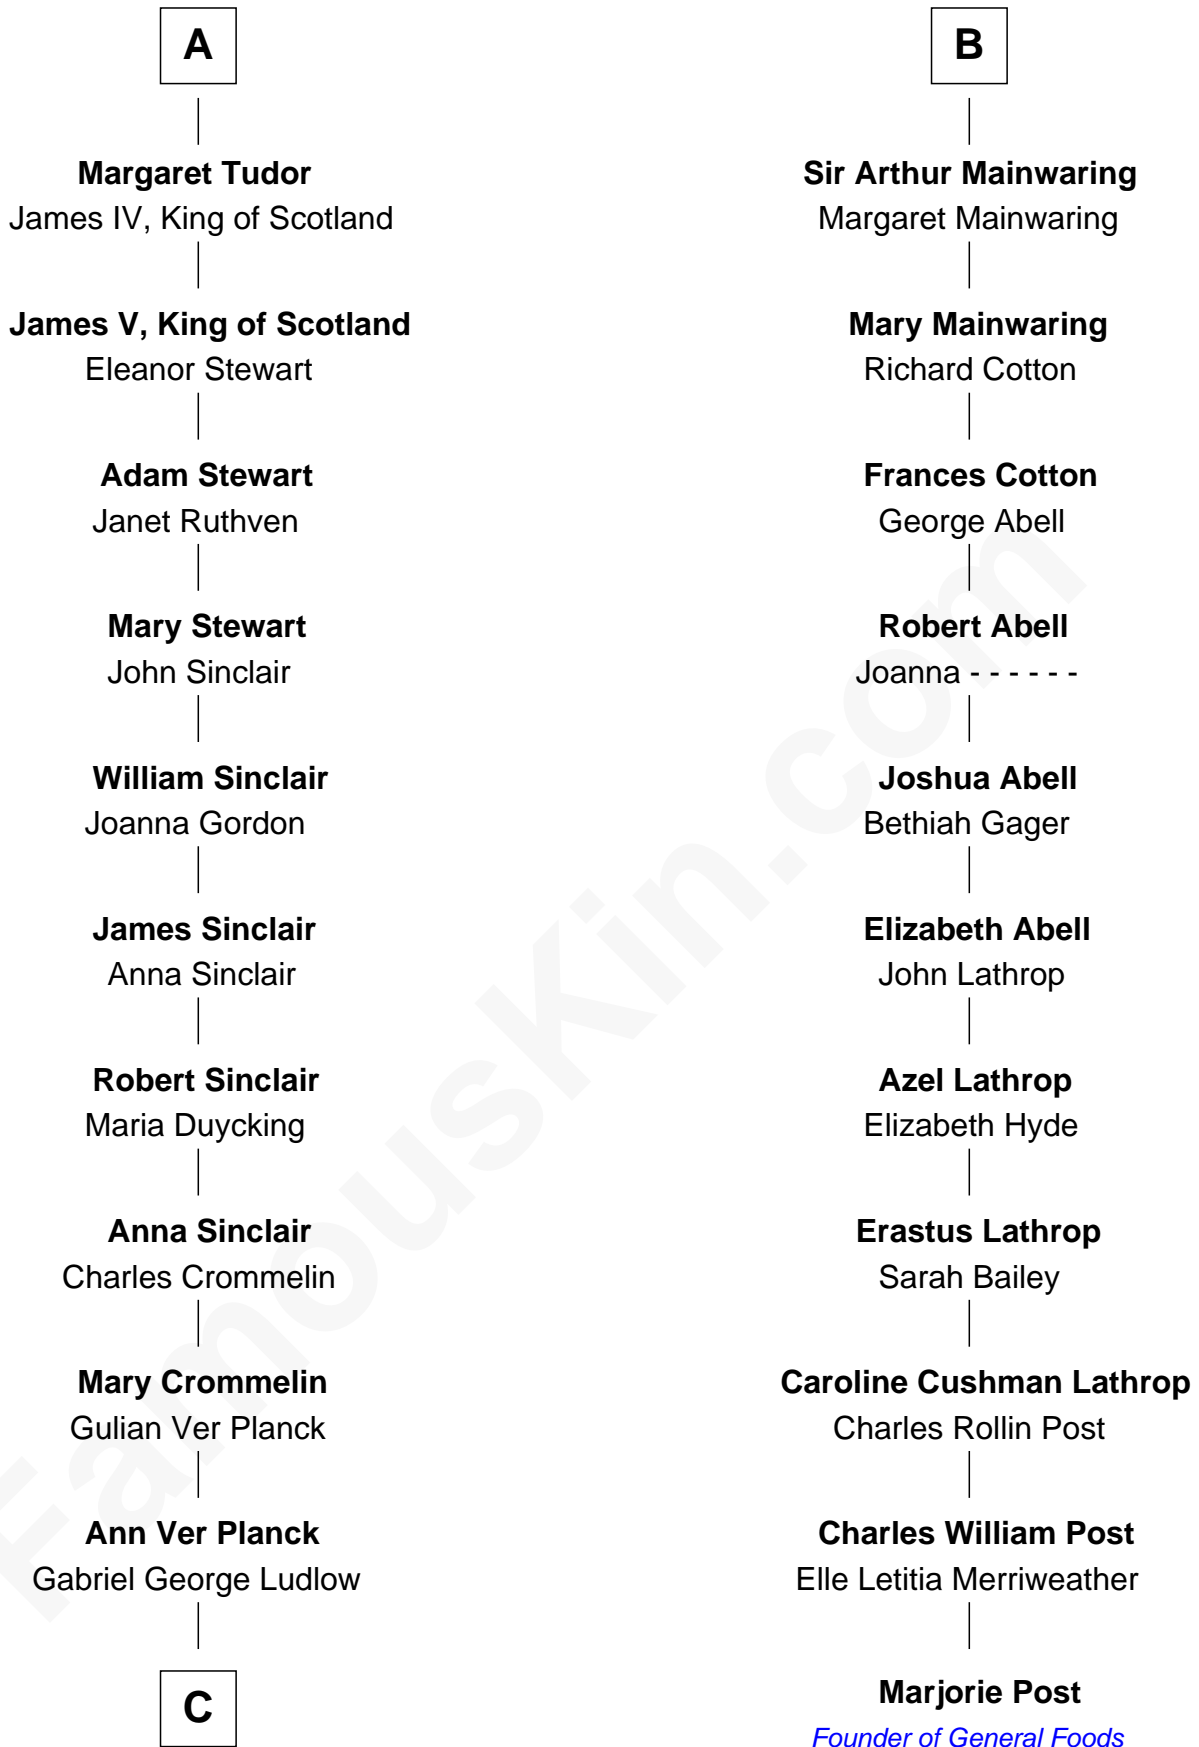 A
Margaret Tudor
James IV, King of Scotland
James V, King of Scotland
Eleanor Stewart
Adam Stewart
Janet Ruthven
Mary Stewart
John Sinclair
William Sinclair
Joanna Gordon
James Sinclair
Anna Sinclair
Robert Sinclair
Maria Duycking
Anna Sinclair
Charles Crommelin
Mary Crommelin
Gulian Ver Planck
Ann Ver Planck
Gabriel George Ludlow
C
B
Sir Arthur Mainwaring
Margaret Mainwaring
Mary Mainwaring
Richard Cotton
Frances Cotton
George Abell
Robert Abell
Joanna - - - - - -
Joshua Abell
Bethiah Gager
Elizabeth Abell
John Lathrop
Azel Lathrop
Elizabeth Hyde
Erastus Lathrop
Sarah Bailey
Caroline Cushman Lathrop
Charles Rollin Post
Charles William Post
Elle Letitia Merriweather
Marjorie Post
Founder of General Foods
FamousKin.com